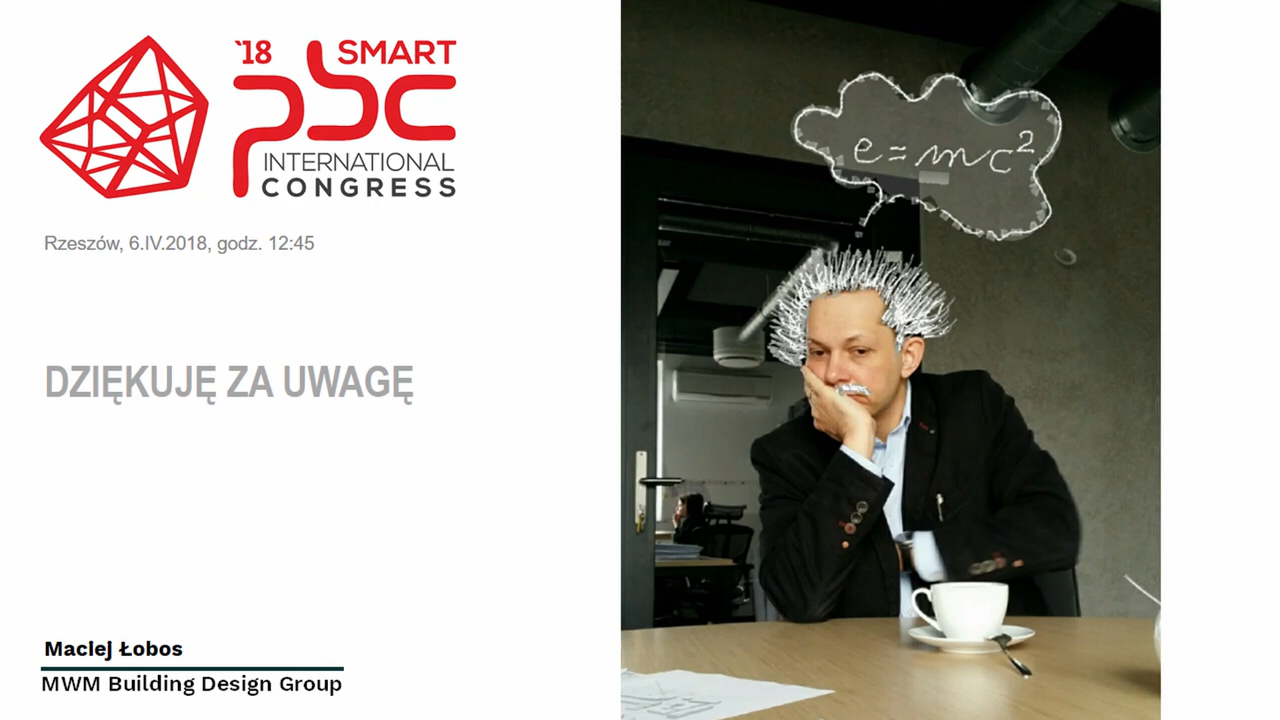 `18 SMART
pbc
INTERNATIONAL
CONGRESS
Rzeszów, 6.IV.2018, godz. 12:45
DZIĘKUJĘ ZA UWAGĘ
Maciej Łobos
MWM Building Design Group
e=mc²